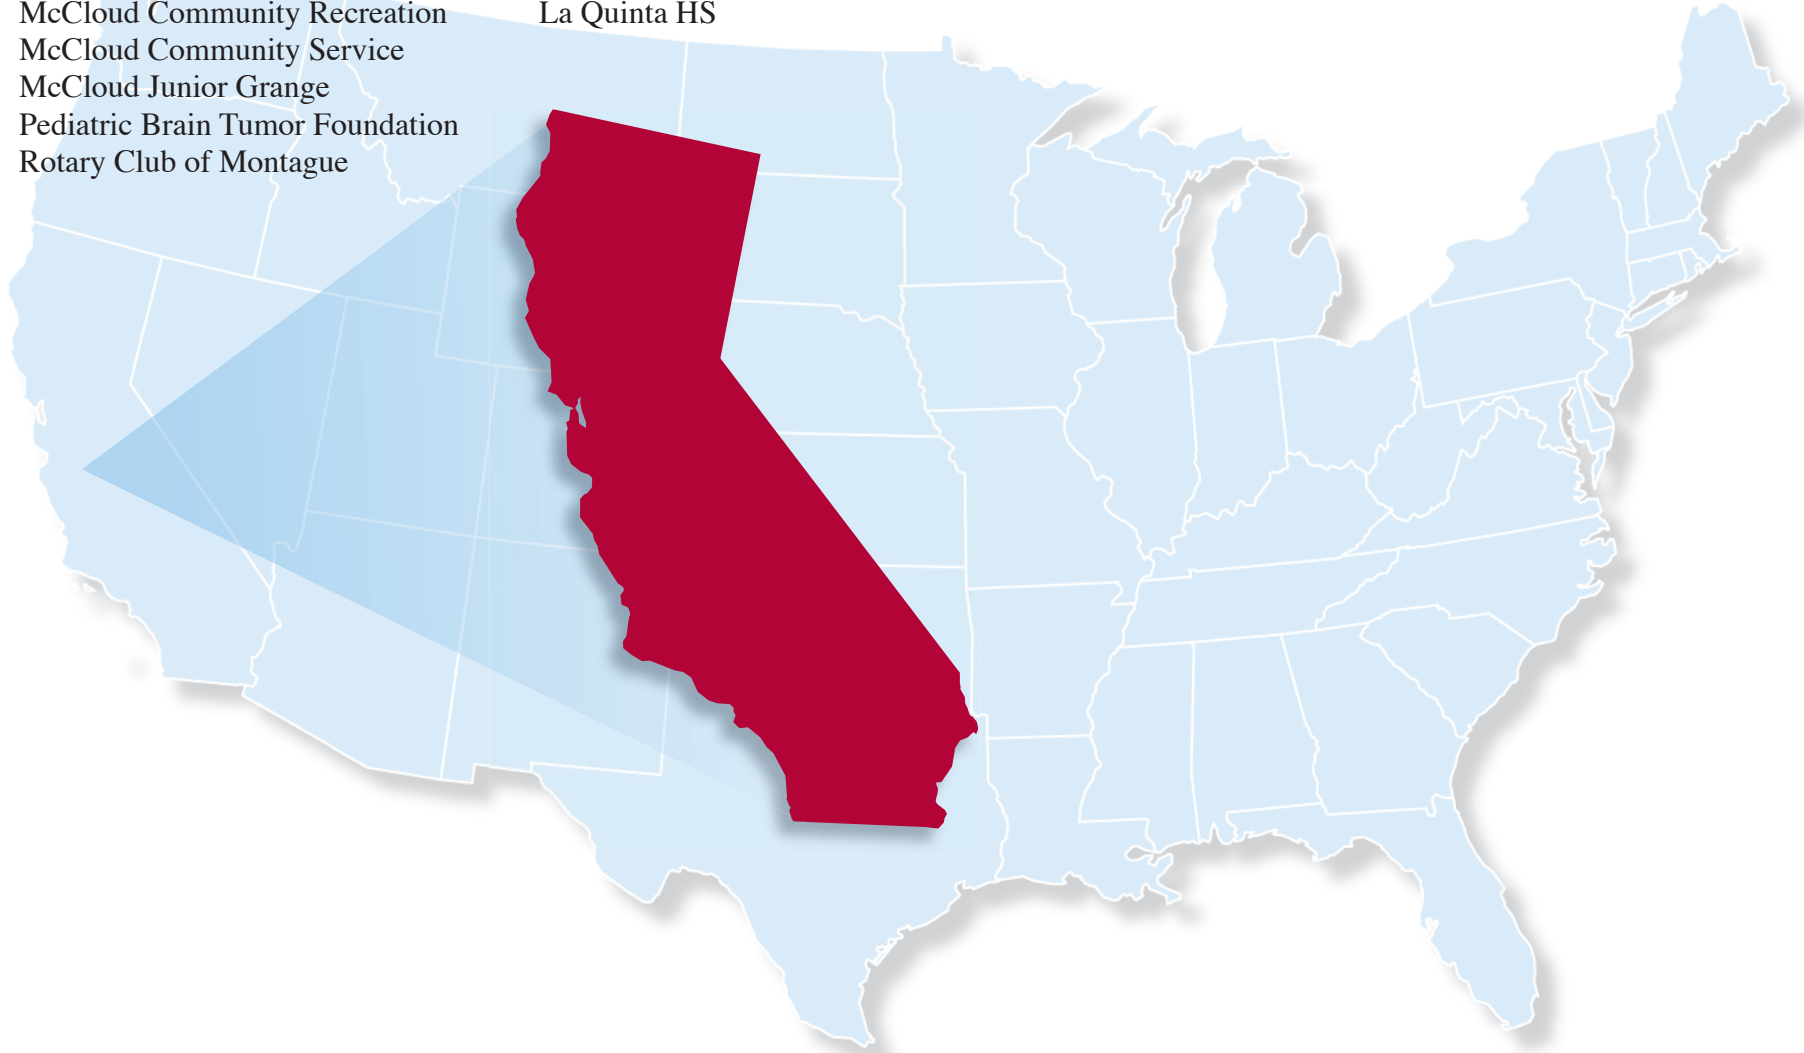 McCloud Community Recreation
McCloud Community Service
McCloud Junior Grange
Pediatric Brain Tumor Foundation
Rotary Club of Montague
La Quinta HS